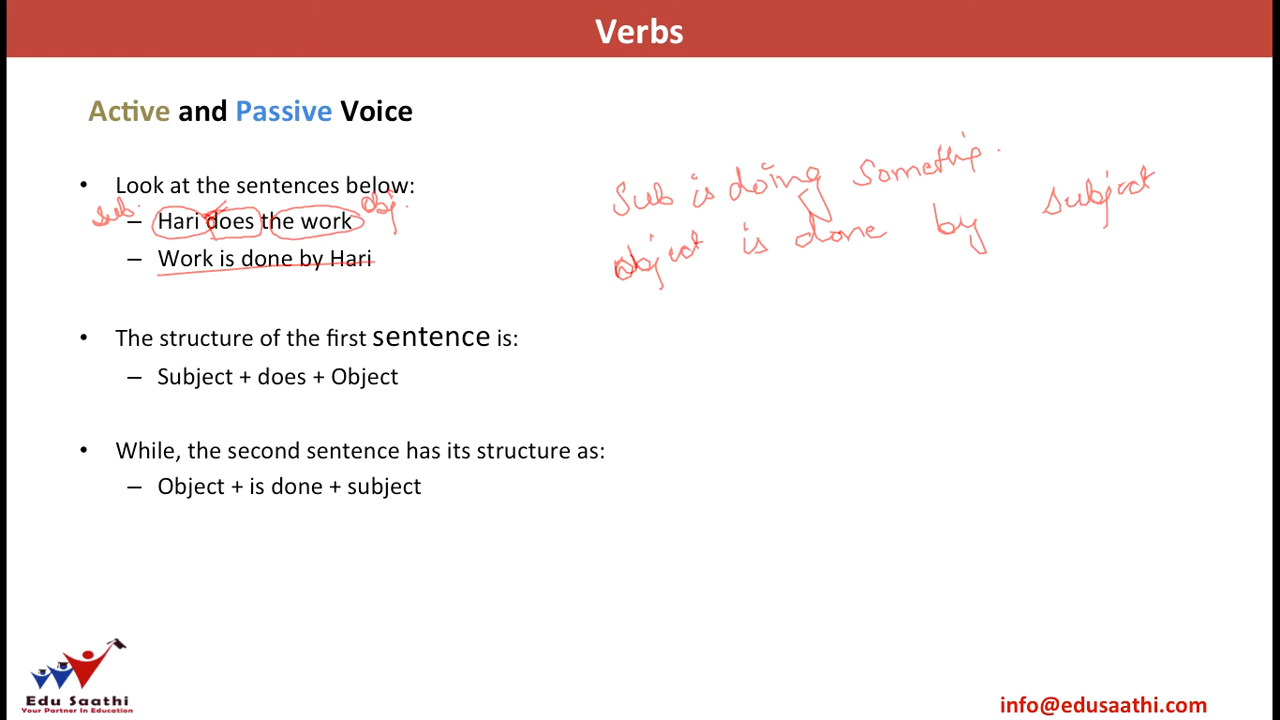 Verbs
Active and Passive Voice
• Look at the sentences below:
Sub. Obj.
– Hari does the work
– Work is done by Hari
Sub is doing Somethig.
object is done by subject
• The structure of the first sentence is:
– Subject + does + Object
• While, the second sentence has its structure as:
– Object + is done + subject
Edu Saathi
Your Partner In Education
info@edusaathi.com